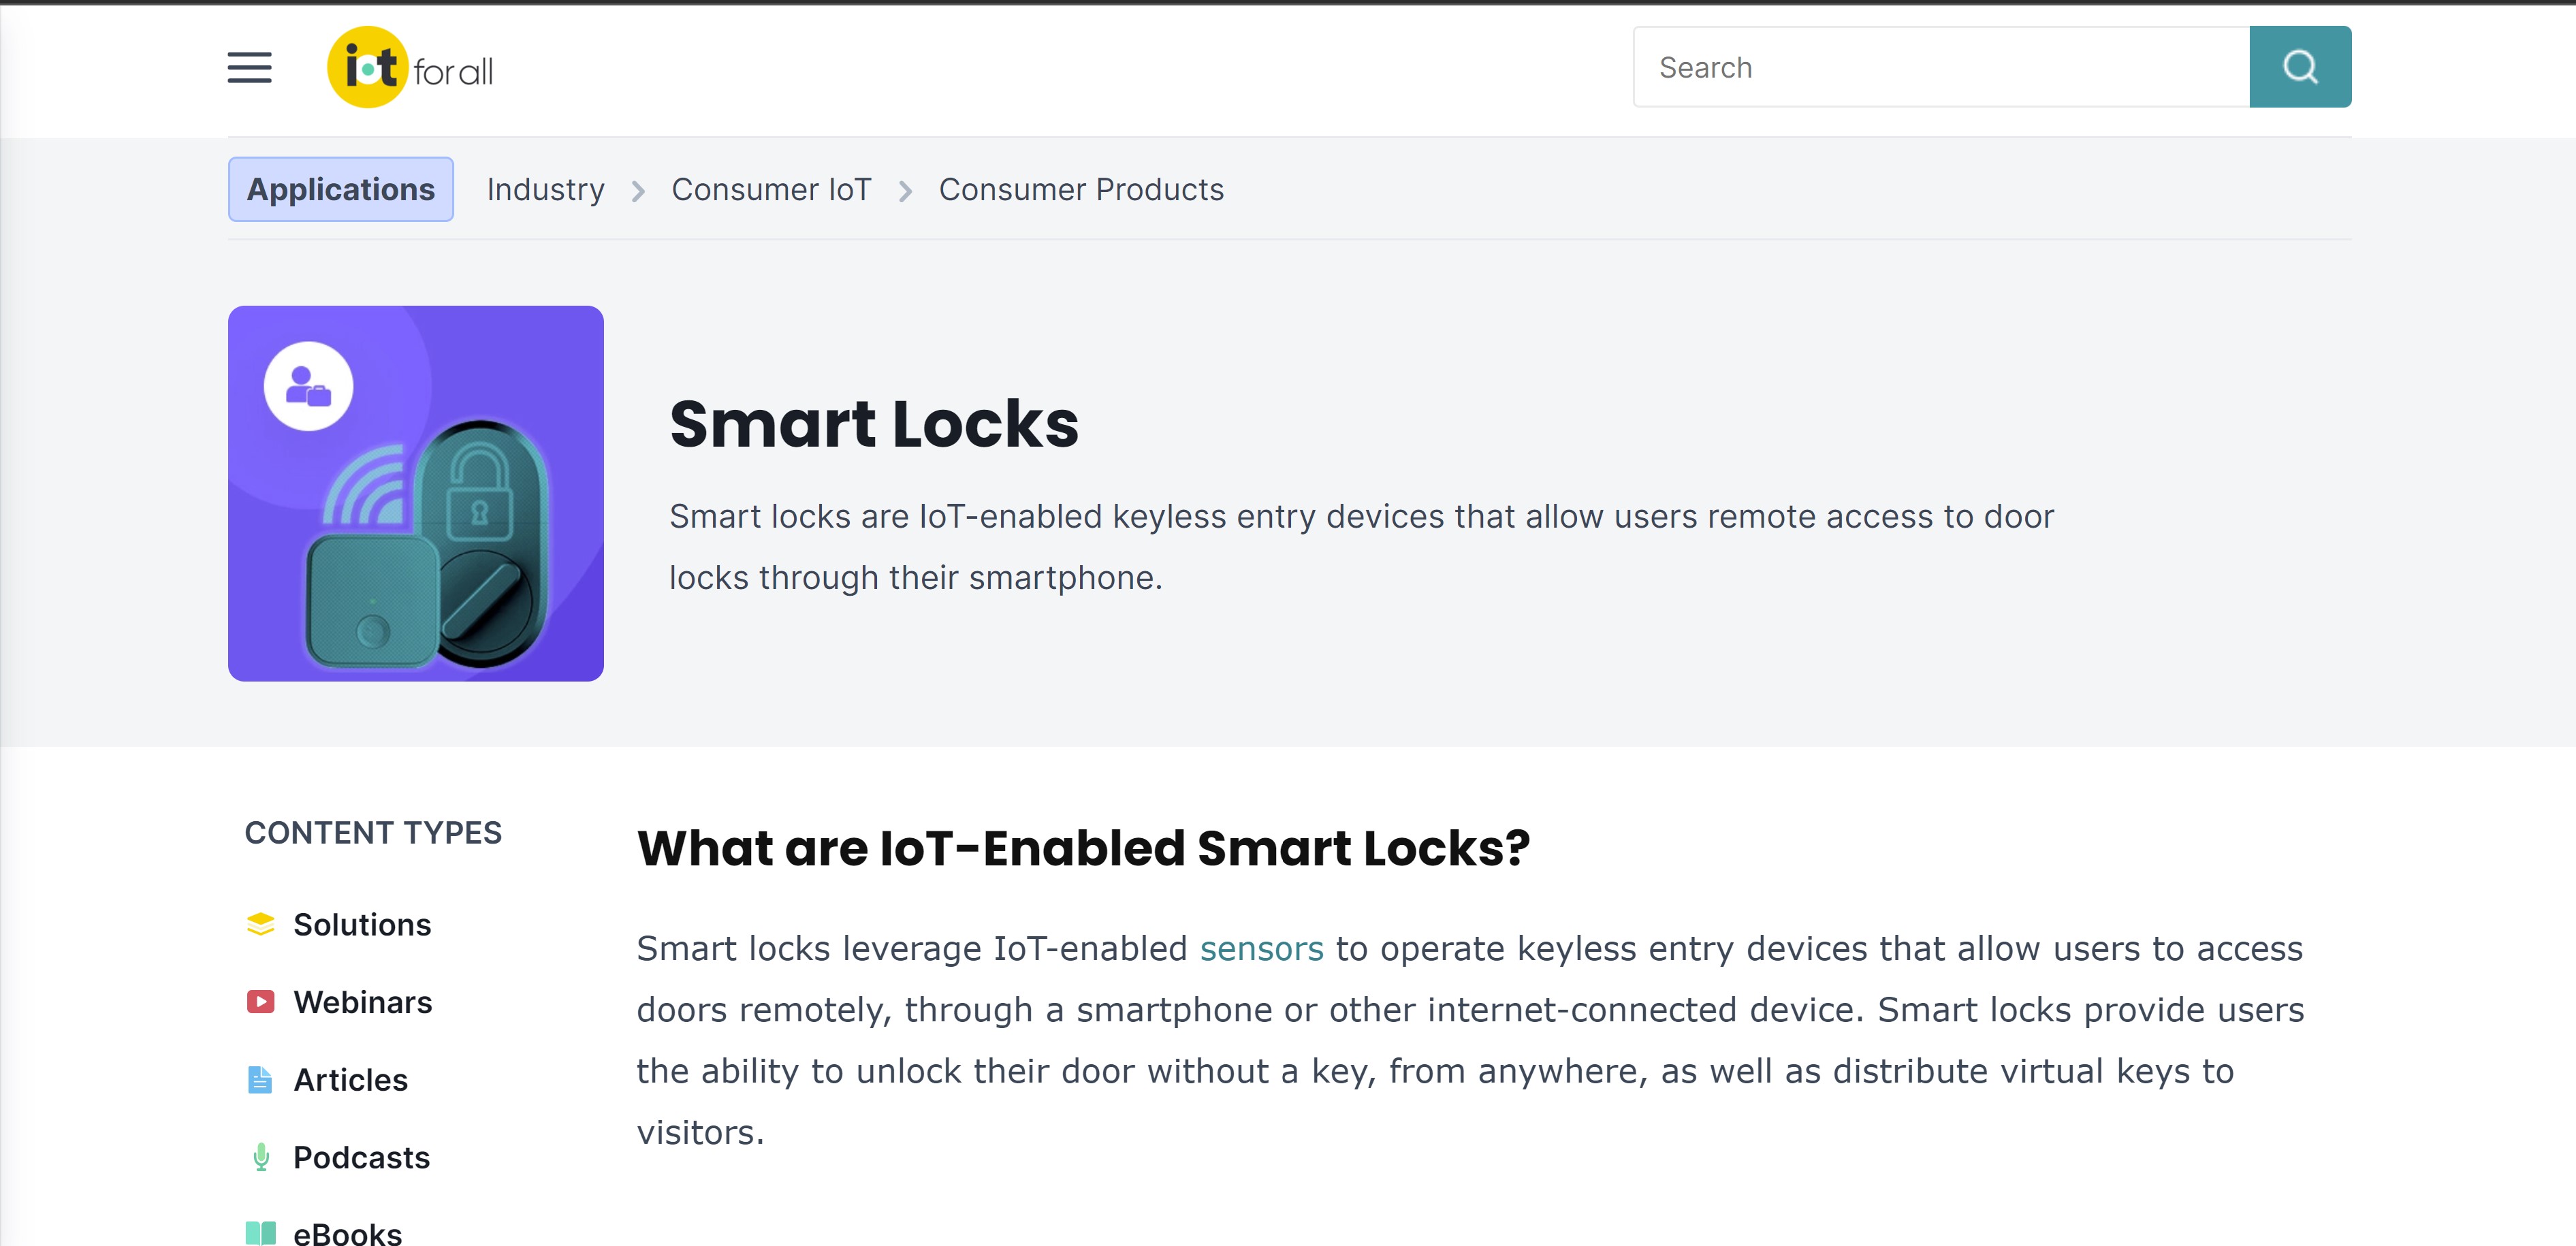 iot for all
Search
Applications Industry Consumer IoT Consumer Products
Smart Locks
Smart locks are IoT-enabled keyless entry devices that allow users remote access to door
locks through their smartphone.
CONTENT TYPES
Solutions
Webinars
Articles
Podcasts
eBooks
What are IoT-Enabled Smart Locks?
Smart locks leverage IoT-enabled sensors to operate keyless entry devices that allow users to access
doors remotely, through a smartphone or other internet-connected device. Smart locks provide users
the ability to unlock their door without a key, from anywhere, as well as distribute virtual keys to
visitors.